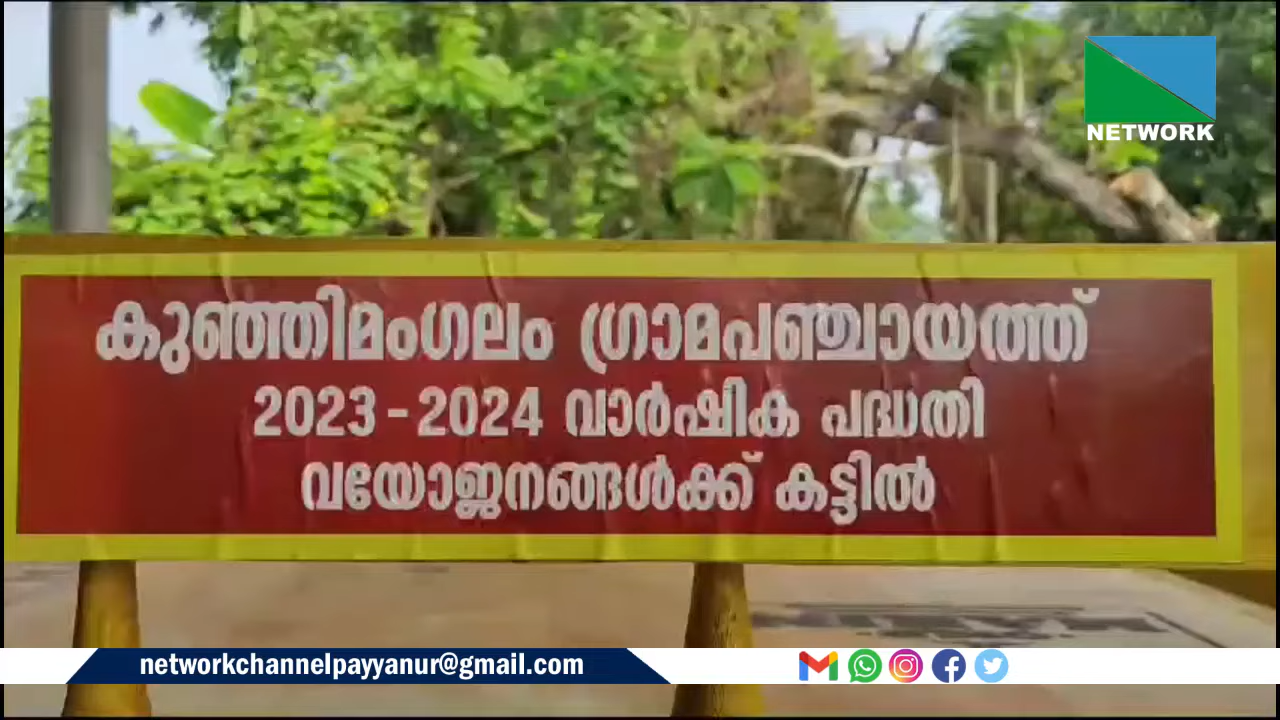 NETWORK
കുഞ്ഞിമംഗലം ഗ്രാമപഞ്ചായത്ത്
2023-2024 വാർഷിക പദ്ധതി
വയോജനങ്ങൾക്ക് കട്ടിൽ
networkchannelpayyanur@gmail.com